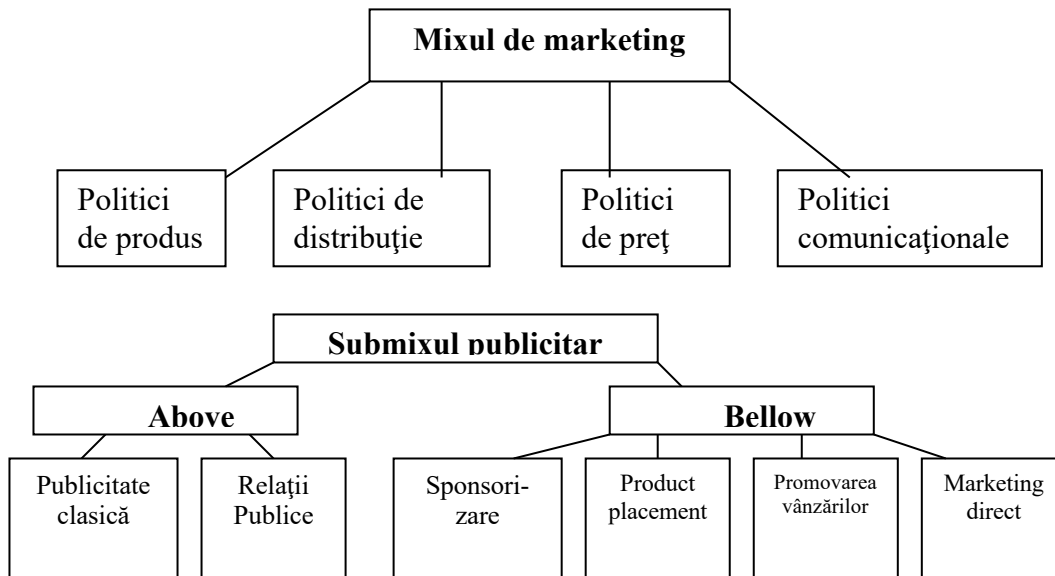 Mixul de marketing
Politici
de produs
Politici de
distribuţie
Politici
de preţ
Politici
comunicaţionale
Submixul publicitar
Above
Bellow
Publicitate
clasică
Relaţii
Publice
Sponsori-
zare
Product
placement
Promovarea
vânzărilor
Marketing
direct